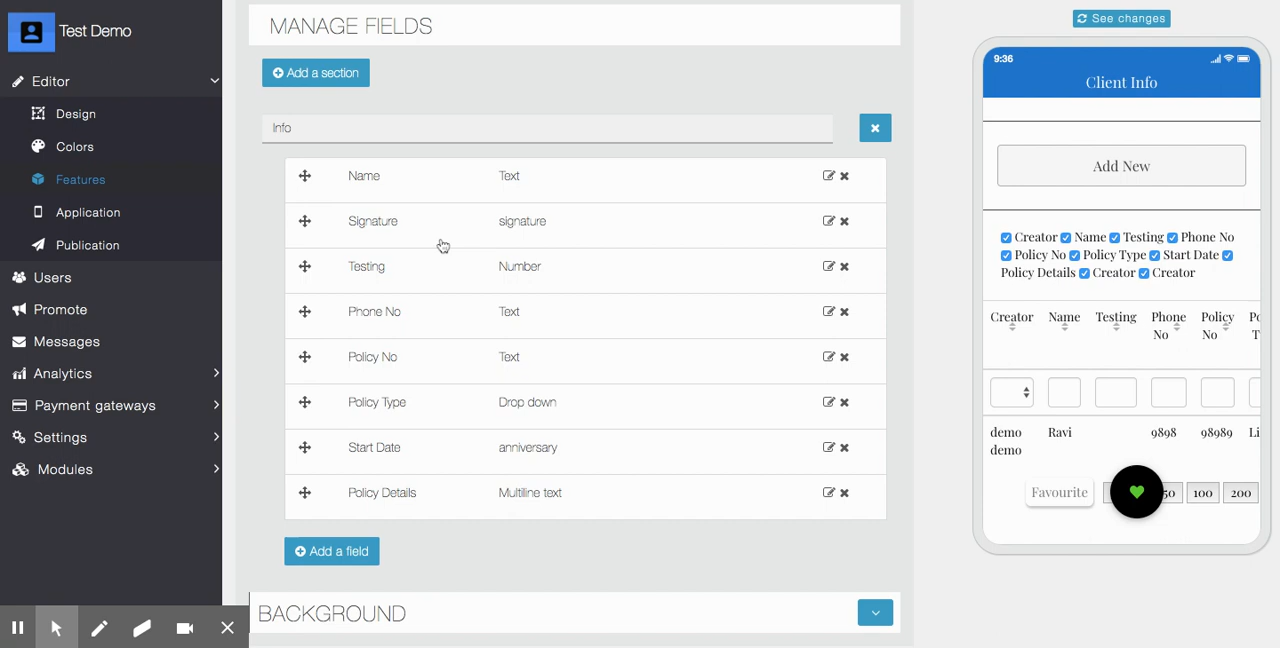 Test Demo
Editor
Design
Colors
Features
Application
Publication
Users
Promote
Messages
Analytics
Payment gateways
Settings
Modules
MANAGE FIELDS
Add a section
Info
Name Text
Signature signature
Testing Number
Phone No Text
Policy No Text
Policy Type Drop down
Start Date anniversary
Policy Details Multiline text
Add a field
BACKGROUND
See changes
9:36
Client Info
Add New
Creator Name Testing Phone No
Policy No Policy Type Start Date
Policy Details Creator Creator
Creator Name Testing Phone Policy
No No
demo Ravi 9898 98989 Li
demo
Favourite 50 100 200